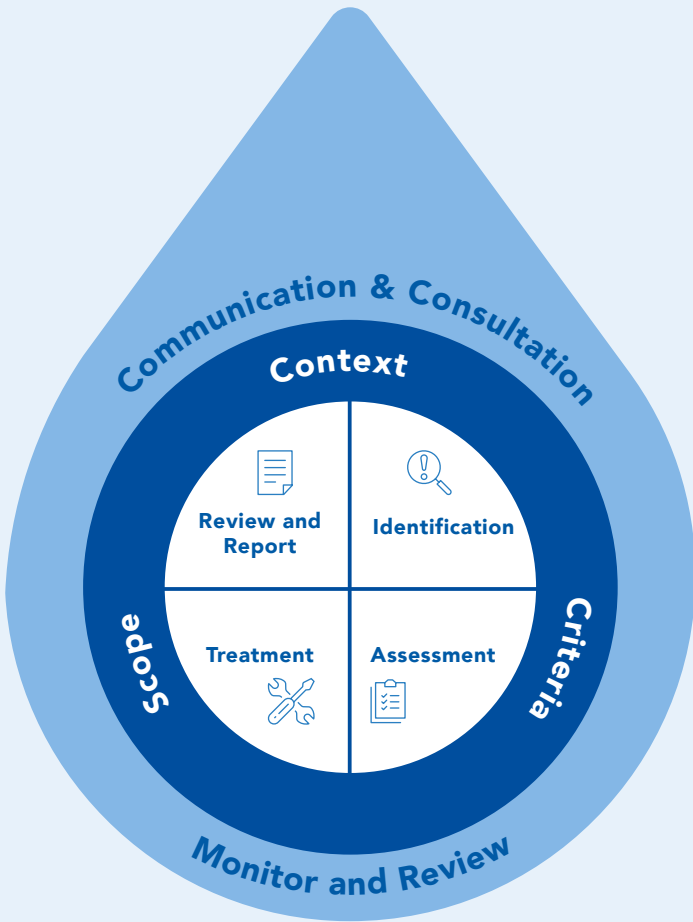 Communication & Consultation
Context
Review and
Report
Identification
Scope
Criteria
Treatment
Assessment
Monitor and Review